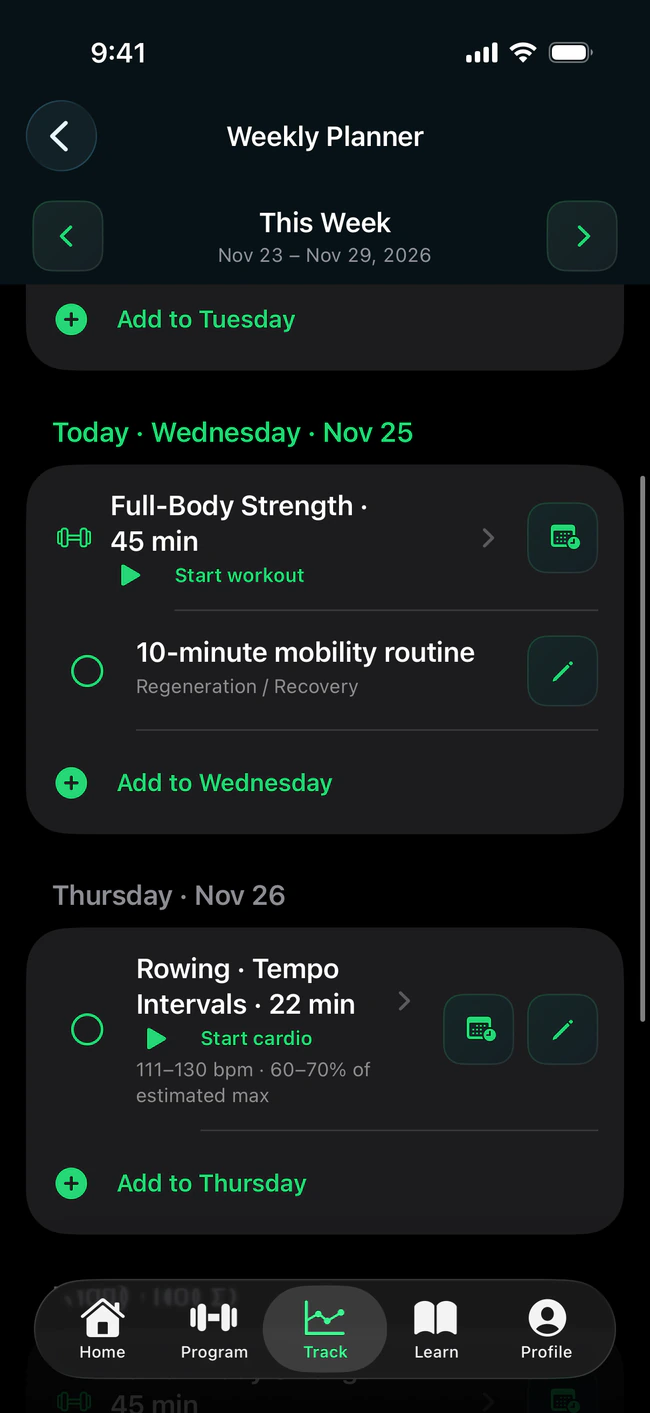 9:41
Weekly Planner
This Week
Nov 23 – Nov 29, 2026
Add to Tuesday
Today · Wednesday · Nov 25
Full-Body Strength ·
45 min
Start workout
10-minute mobility routine
Regeneration / Recovery
Add to Wednesday
Thursday · Nov 26
Rowing · Tempo
Intervals · 22 min
Start cardio
111–130 bpm · 60–70% of
estimated max
Add to Thursday
Home
Program
Track
Learn
Profile
45 min